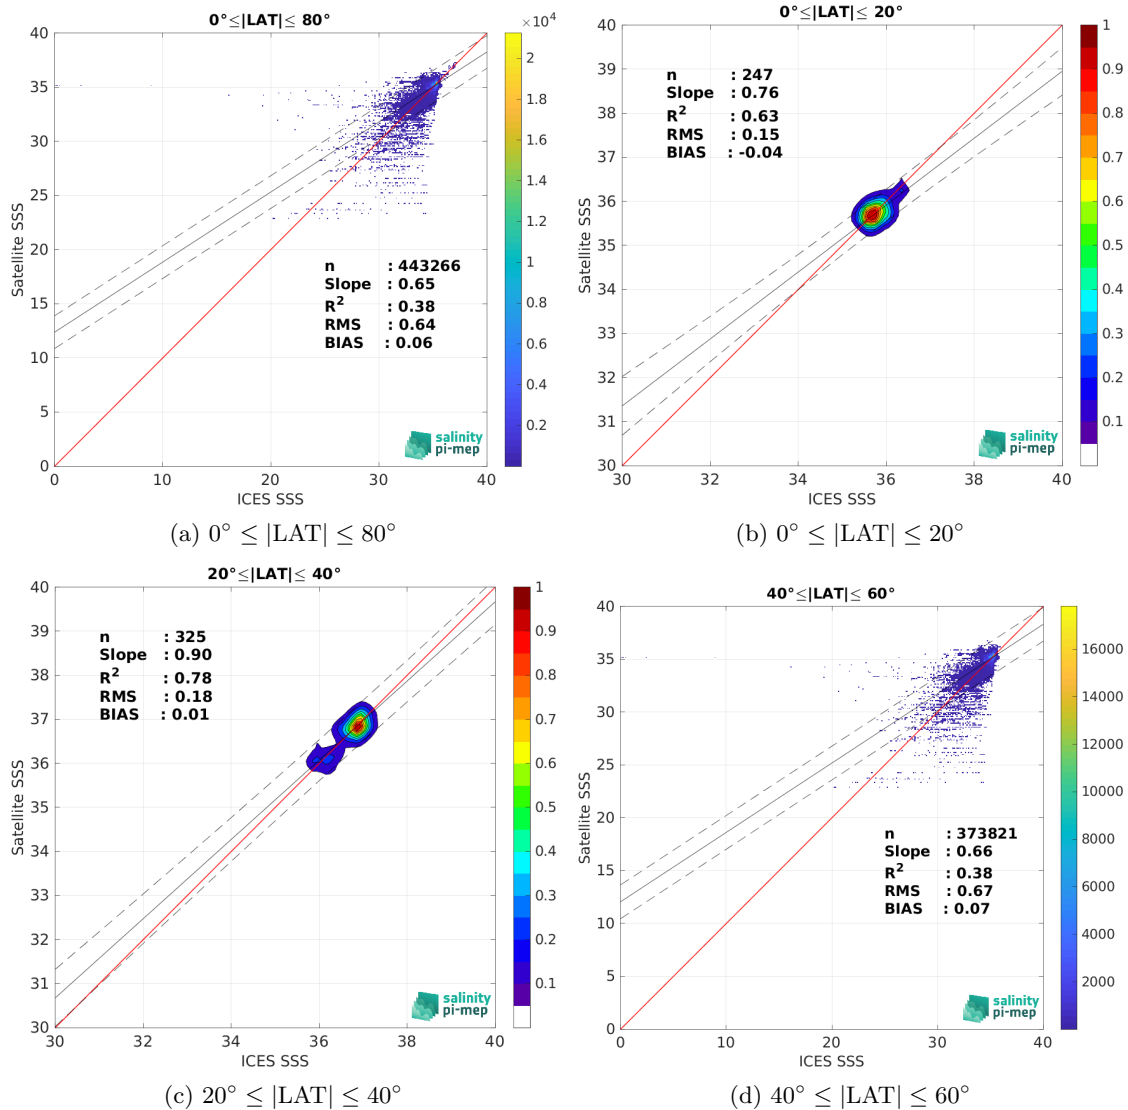 0°≤|LAT|≤ 80°
×10⁴
40
35
30
25
20
15
10
5
0
Satellite SSS
n : 443266
Slope : 0.65
R² : 0.38
RMS : 0.64
BIAS : 0.06
salinity
pi-mep
0 10 20 30 40
ICES SSS
2
1.8
1.6
1.4
1.2
1
0.8
0.6
0.4
0.2
(a) 0° ≤ |LAT| ≤ 80°
0°≤|LAT|≤ 20°
40
39
38
37
36
35
34
33
32
31
30
Satellite SSS
n : 247
Slope : 0.76
R² : 0.63
RMS : 0.15
BIAS : -0.04
salinity
pi-mep
30 32 34 36 38 40
ICES SSS
1
0.9
0.8
0.7
0.6
0.5
0.4
0.3
0.2
0.1
(b) 0° ≤ |LAT| ≤ 20°
20°≤|LAT|≤ 40°
40
39
38
37
36
35
34
33
32
31
30
Satellite SSS
n : 325
Slope : 0.90
R² : 0.78
RMS : 0.18
BIAS : 0.01
salinity
pi-mep
30 32 34 36 38 40
ICES SSS
1
0.9
0.8
0.7
0.6
0.5
0.4
0.3
0.2
0.1
(c) 20° ≤ |LAT| ≤ 40°
40°≤|LAT|≤ 60°
40
35
30
25
20
15
10
5
0
Satellite SSS
n : 373821
Slope : 0.66
R² : 0.38
RMS : 0.67
BIAS : 0.07
salinity
pi-mep
0 10 20 30 40
ICES SSS
16000
14000
12000
10000
8000
6000
4000
2000
(d) 40° ≤ |LAT| ≤ 60°